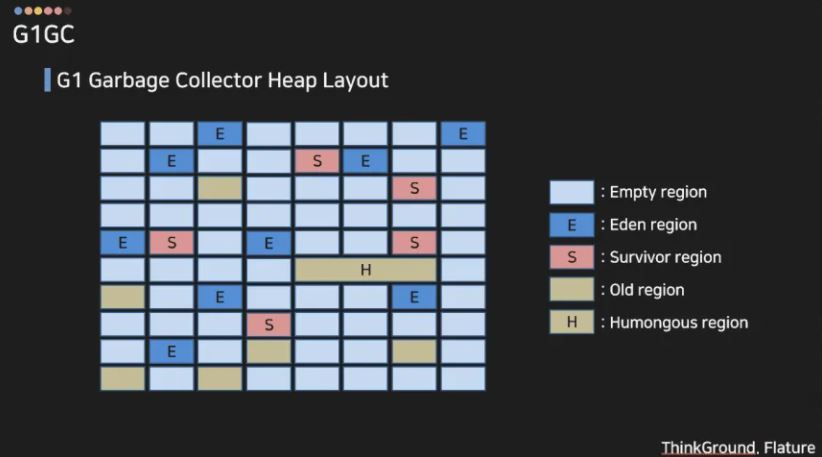 G1GC
G1 Garbage Collector Heap Layout
E E
E S E
S
E S E S
H
E E
S
E
: Empty region
E : Eden region
S : Survivor region
: Old region
H : Humongous region
ThinkGround, Flature